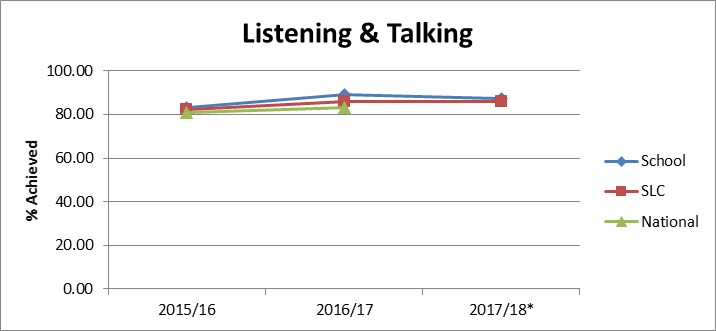 Listening & Talking
100.00
80.00
60.00
40.00
20.00
0.00
% Achieved
2015/16 2016/17 2017/18*
School
SLC
National